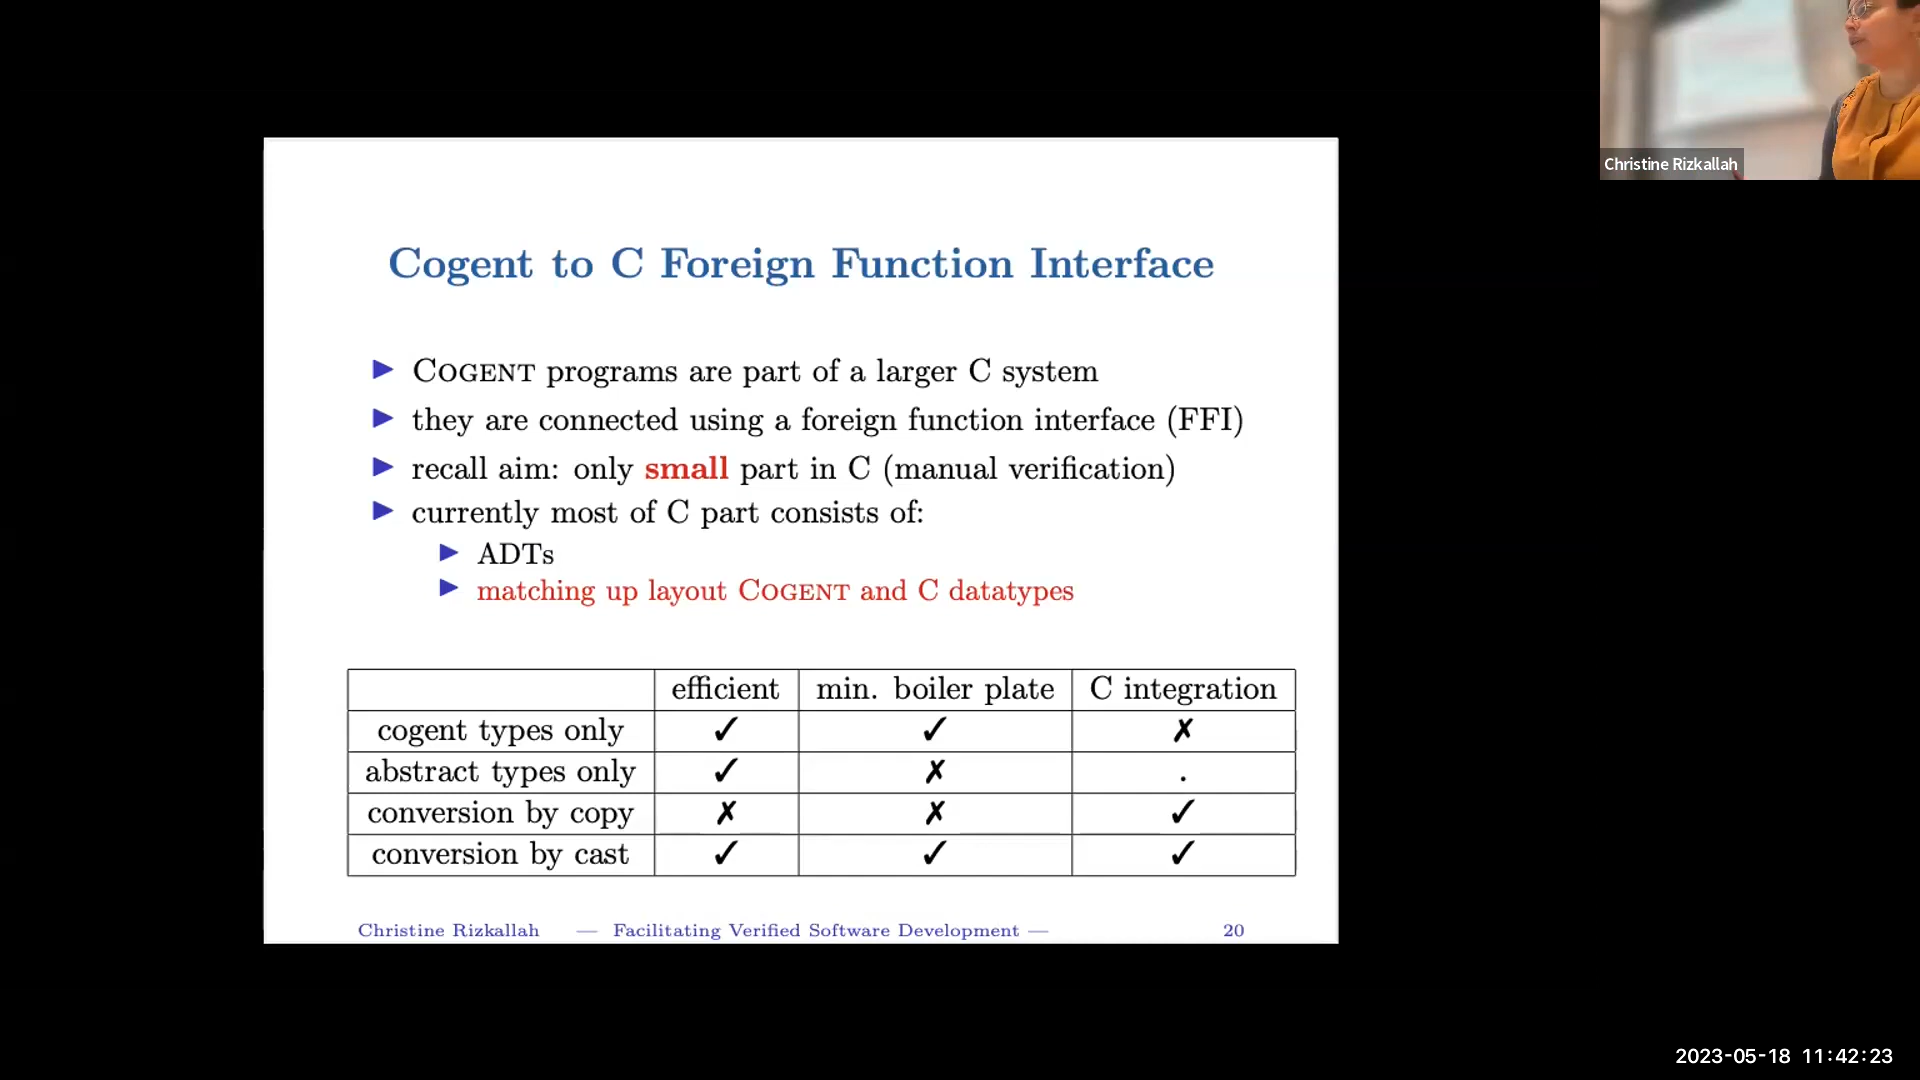 Christine Rizkallah
Cogent to C Foreign Function Interface
▶ COGENT programs are part of a larger C system
▶ they are connected using a foreign function interface (FFI)
▶ recall aim: only small part in C (manual verification)
▶ currently most of C part consists of:
▶ ADTs
▶ matching up layout COGENT and C datatypes
efficient min. boiler plate C integration
cogent types only ✓ ✓ ✗
abstract types only ✓ ✗ .
conversion by copy ✗ ✗ ✓
conversion by cast ✓ ✓ ✓
Christine Rizkallah — Facilitating Verified Software Development — 20
2023-05-18 11:42:23